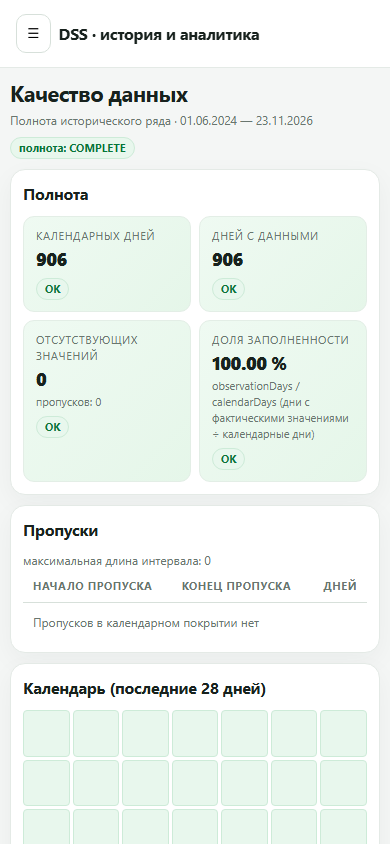 ☰ DSS · история и аналитика
Качество данных
Полнота исторического ряда · 01.06.2024 — 23.11.2026
полнота: COMPLETE
Полнота
КАЛЕНДАРНЫХ ДНЕЙ
906
OK
ДНЕЙ С ДАННЫМИ
906
OK
ОТСУТСТВУЮЩИХ
ЗНАЧЕНИЙ
0
пропусков: 0
OK
ДОЛЯ ЗАПОЛНЕННОСТИ
100.00 %
observationDays /
calendarDays (дни с
фактическими значениями
÷ календарные дни)
OK
Пропуски
максимальная длина интервала: 0
НАЧАЛО ПРОПУСКА КОНЕЦ ПРОПУСКА ДНЕЙ
Пропусков в календарном покрытии нет
Календарь (последние 28 дней)